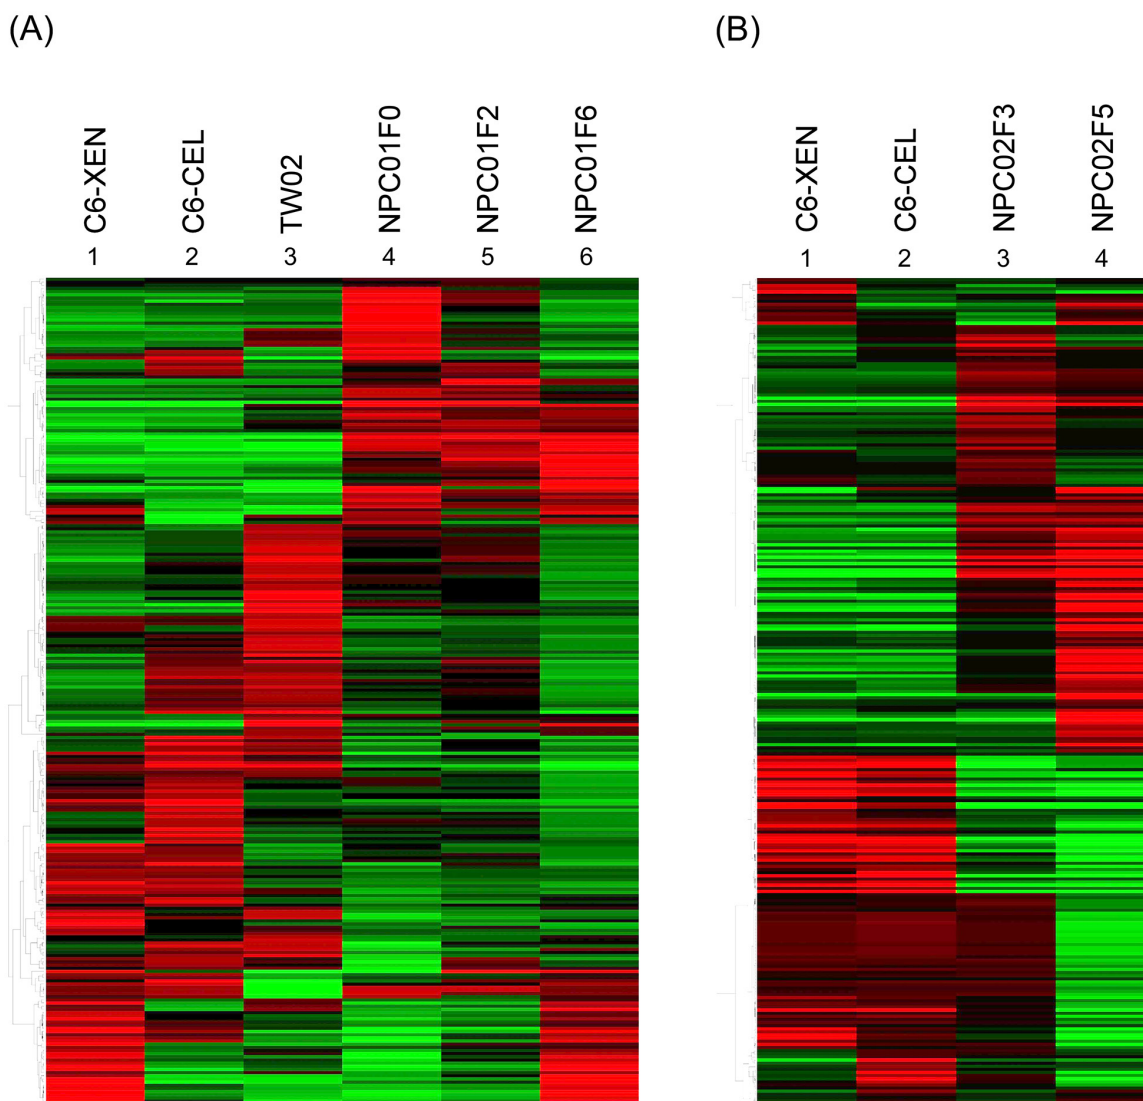 (A)
C6-XEN
C6-CEL
TW02
NPC01F0
NPC01F2
NPC01F6
1 2 3 4 5 6
(B)
C6-XEN
C6-CEL
NPC02F3
NPC02F5
1 2 3 4